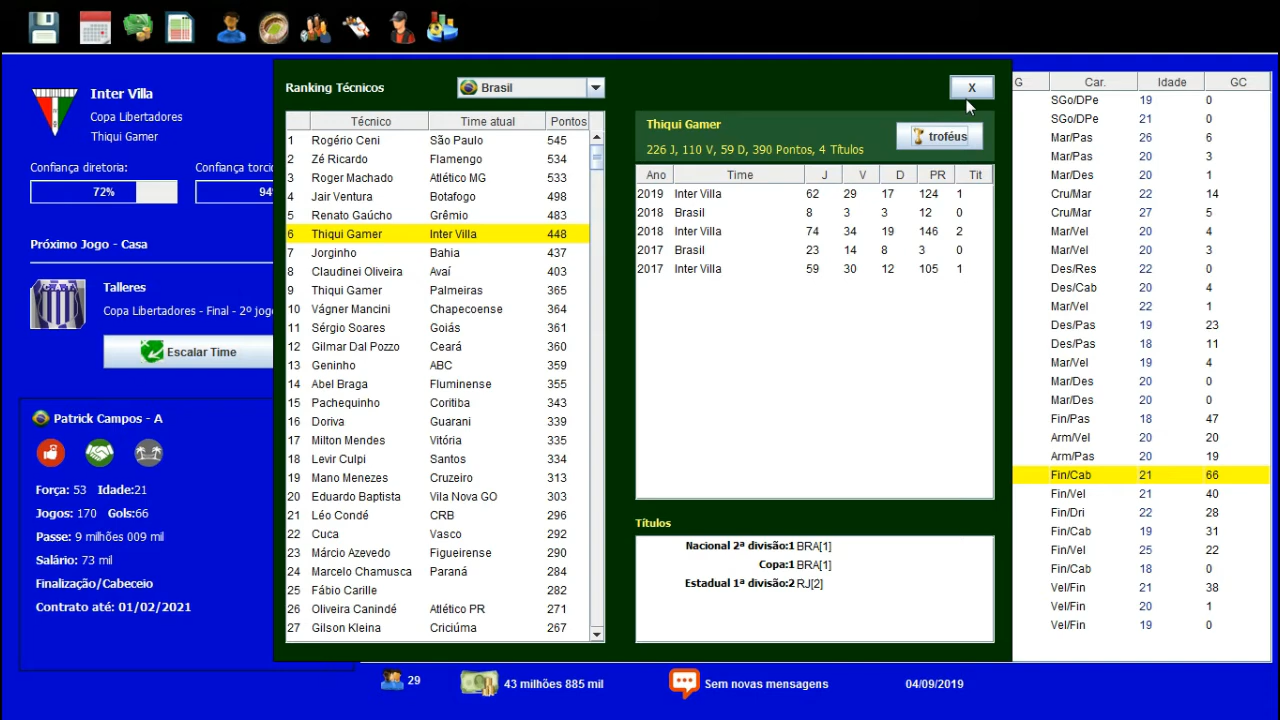 Inter Villa
Copa Libertadores
Thiqui Gamer
Confiança diretoria:
Confiança torcid
72%
94
Próximo Jogo - Casa
Talleres
Copa Libertadores - Final - 2º jogo
Escalar Time
Patrick Campos - A
Força: 53 Idade:21
Jogos: 170 Gols:66
Passe: 9 milhões 009 mil
Salário: 73 mil
Finalização/Cabeceio
Contrato até: 01/02/2021
Ranking Técnicos
Brasil
X
Técnico Time atual Pontos
1 Rogério Ceni São Paulo 545
2 Zé Ricardo Flamengo 534
3 Roger Machado Atlético MG 533
4 Jair Ventura Botafogo 498
5 Renato Gaúcho Grêmio 483
6 Thiqui Gamer Inter Villa 448
7 Jorginho Bahia 437
8 Claudinei Oliveira Avaí 403
9 Thiqui Gamer Palmeiras 365
10 Vágner Mancini Chapecoense 364
11 Sérgio Soares Goiás 361
12 Gilmar Dal Pozzo Ceará 360
13 Geninho ABC 359
14 Abel Braga Fluminense 355
15 Pachequinho Coritiba 343
16 Doriva Guarani 339
17 Milton Mendes Vitória 335
18 Levir Culpi Santos 334
19 Mano Menezes Cruzeiro 313
20 Eduardo Baptista Vila Nova GO 303
21 Léo Condé CRB 296
22 Cuca Vasco 292
23 Márcio Azevedo Figueirense 290
24 Marcelo Chamusca Paraná 284
25 Fábio Carille 282
26 Oliveira Canindé Atlético PR 271
27 Gilson Kleina Criciúma 267
Thiqui Gamer
226 J, 110 V, 59 D, 390 Pontos, 4 Títulos
troféus
Ano Time J V D PR Tit
2019 Inter Villa 62 29 17 124 1
2018 Brasil 8 3 3 12 0
2018 Inter Villa 74 34 19 146 2
2017 Brasil 23 14 8 3 0
2017 Inter Villa 59 30 12 105 1
Títulos
Nacional 2ª divisão:1 BRA[1]
Copa:1 BRA[1]
Estadual 1ª divisão:2 RJ[2]
G Car. Idade GC
SGo/DPe 19 0
SGo/DPe 21 0
Mar/Pas 26 6
Mar/Pas 20 3
Mar/Des 20 1
Cru/Mar 22 14
Cru/Mar 27 5
Mar/Vel 20 4
Mar/Vel 20 3
Des/Res 22 0
Des/Cab 20 4
Mar/Vel 22 1
Des/Pas 19 23
Des/Pas 18 11
Mar/Vel 19 4
Mar/Des 20 0
Mar/Des 20 0
Fin/Pas 18 47
Arm/Vel 20 20
Arm/Pas 20 19
Fin/Cab 21 66
Fin/Vel 21 40
Fin/Dri 22 28
Fin/Cab 19 31
Fin/Vel 25 22
Fin/Cab 18 0
Vel/Fin 21 38
Vel/Fin 20 1
Vel/Fin 19 0
29
43 milhões 885 mil
Sem novas mensagens
04/09/2019